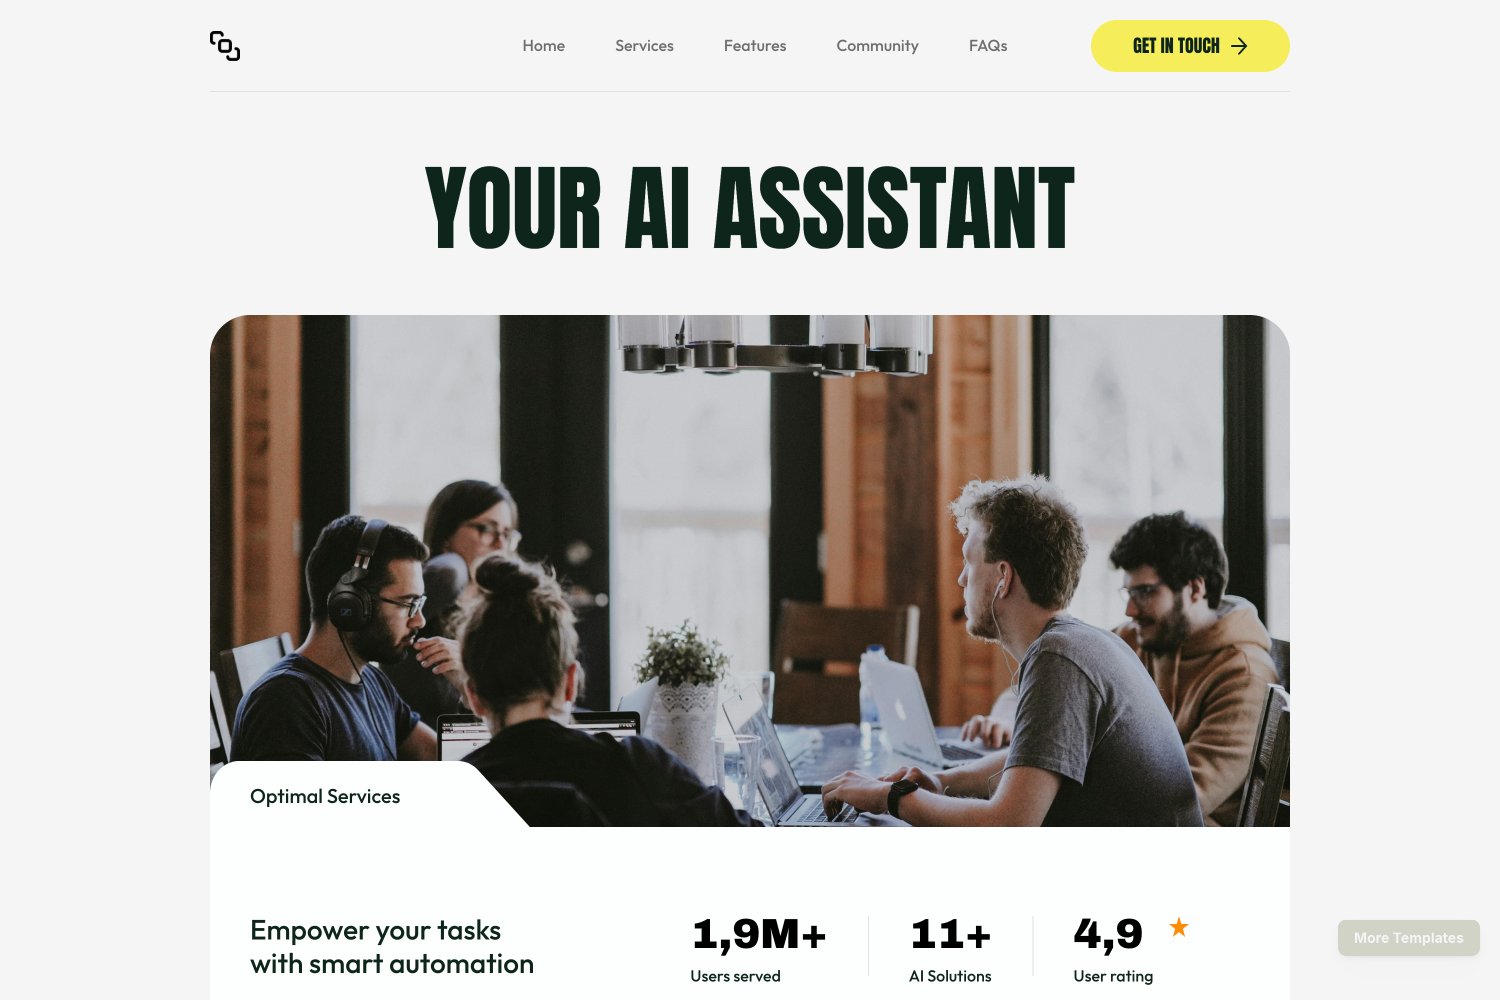 Home Services Features Community FAQs GET IN TOUCH
YOUR AI ASSISTANT
Optimal Services
Empower your tasks
with smart automation
1,9M+
Users served
11+
AI Solutions
4,9
User rating
More Templates